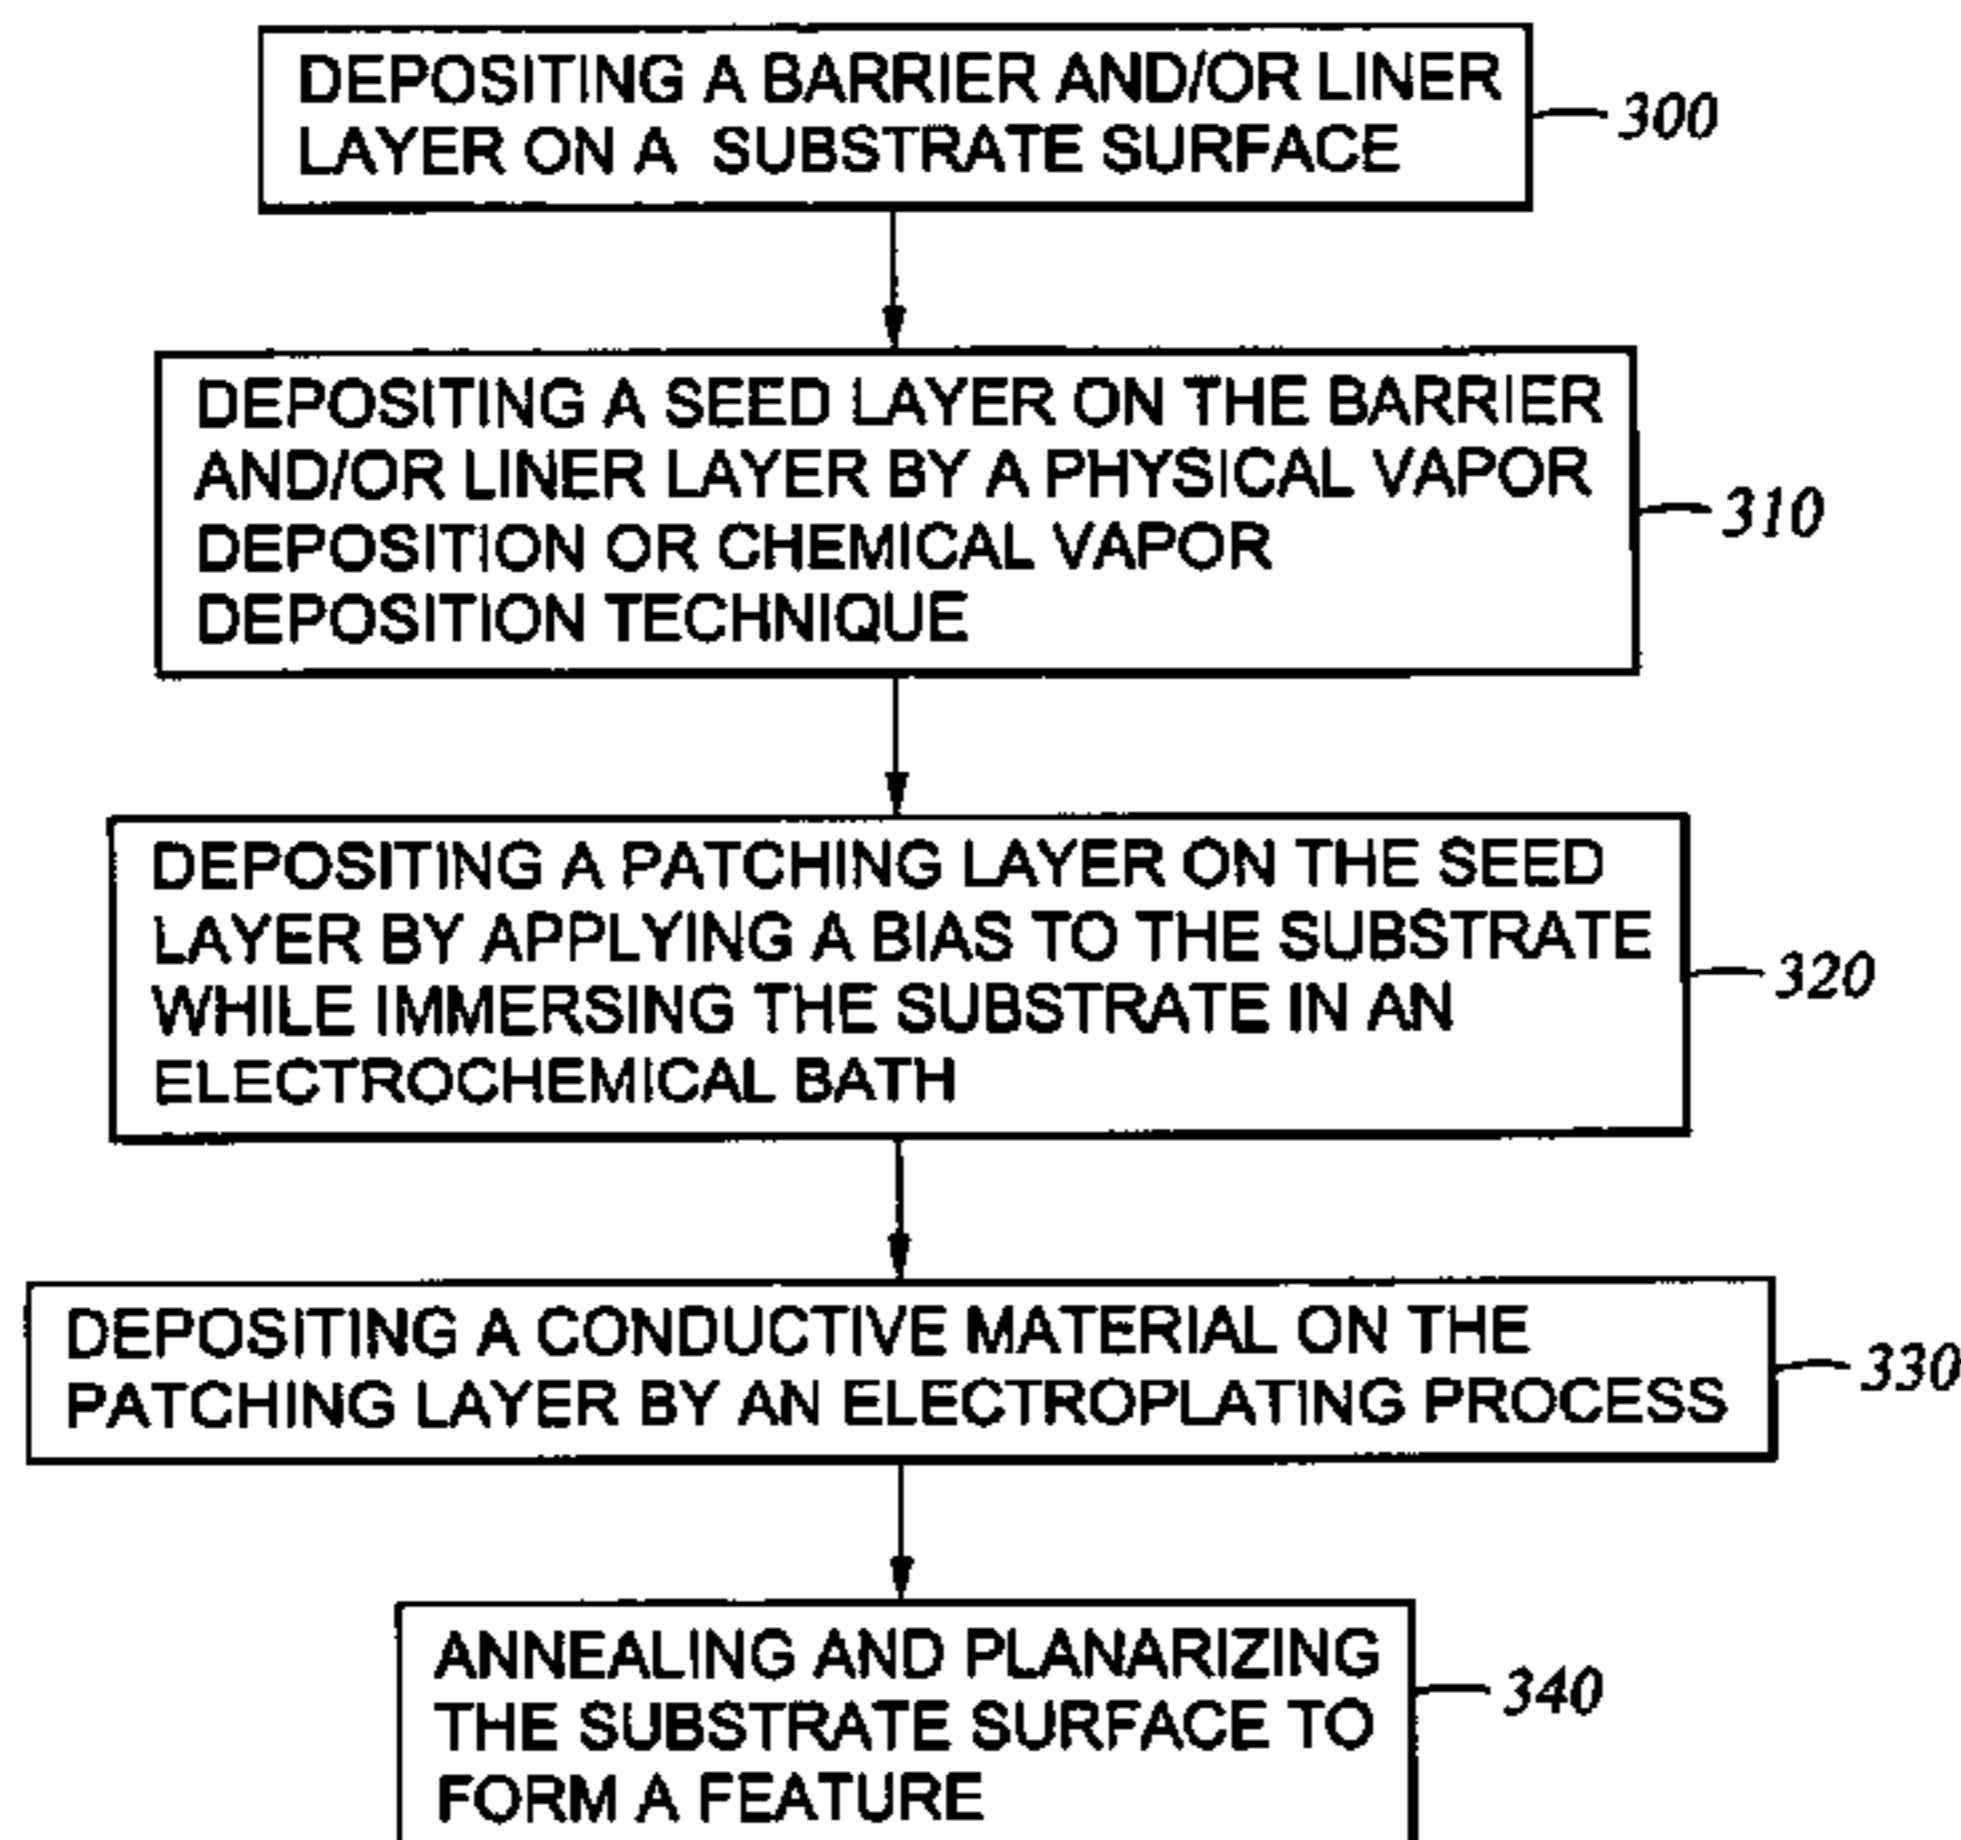 DEPOSITING A BARRIER AND/OR LINER
LAYER ON A SUBSTRATE SURFACE
300
DEPOSITING A SEED LAYER ON THE BARRIER
AND/OR LINER LAYER BY A PHYSICAL VAPOR
DEPOSITION OR CHEMICAL VAPOR
DEPOSITION TECHNIQUE
310
DEPOSITING A PATCHING LAYER ON THE SEED
LAYER BY APPLYING A BIAS TO THE SUBSTRATE
WHILE IMMERSING THE SUBSTRATE IN AN
ELECTROCHEMICAL BATH
320
DEPOSITING A CONDUCTIVE MATERIAL ON THE
PATCHING LAYER BY AN ELECTROPLATING PROCESS
330
ANNEALING AND PLANARIZING
THE SUBSTRATE SURFACE TO
FORM A FEATURE
340